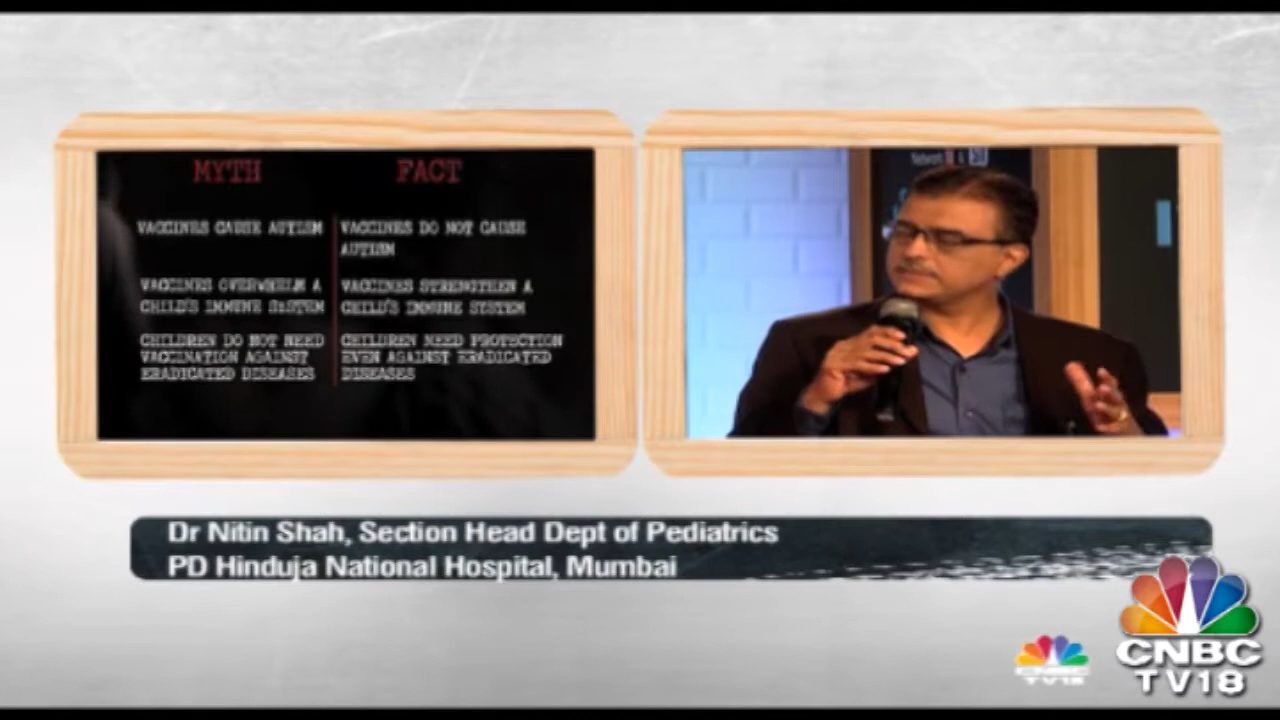 MYTH FACT
VACCINES CAUSE AUTISM
VACCINES DO NOT CAUSE
AUTISM
VACCINES OVERWHELM A
CHILD'S IMMUNE SYSTEM
VACCINES STRENGTHEN A
CHILD'S IMMUNE SYSTEM
CHILDREN DO NOT NEED
VACCINATION AGAINST
ERADICATED DISEASES
CHILDREN NEED PROTECTION
EVEN AGAINST ERADICATED
DISEASES
Dr Nitin Shah, Section Head Dept of Pediatrics
PD Hinduja National Hospital, Mumbai
CNBC
TV18
CNBC
TV18